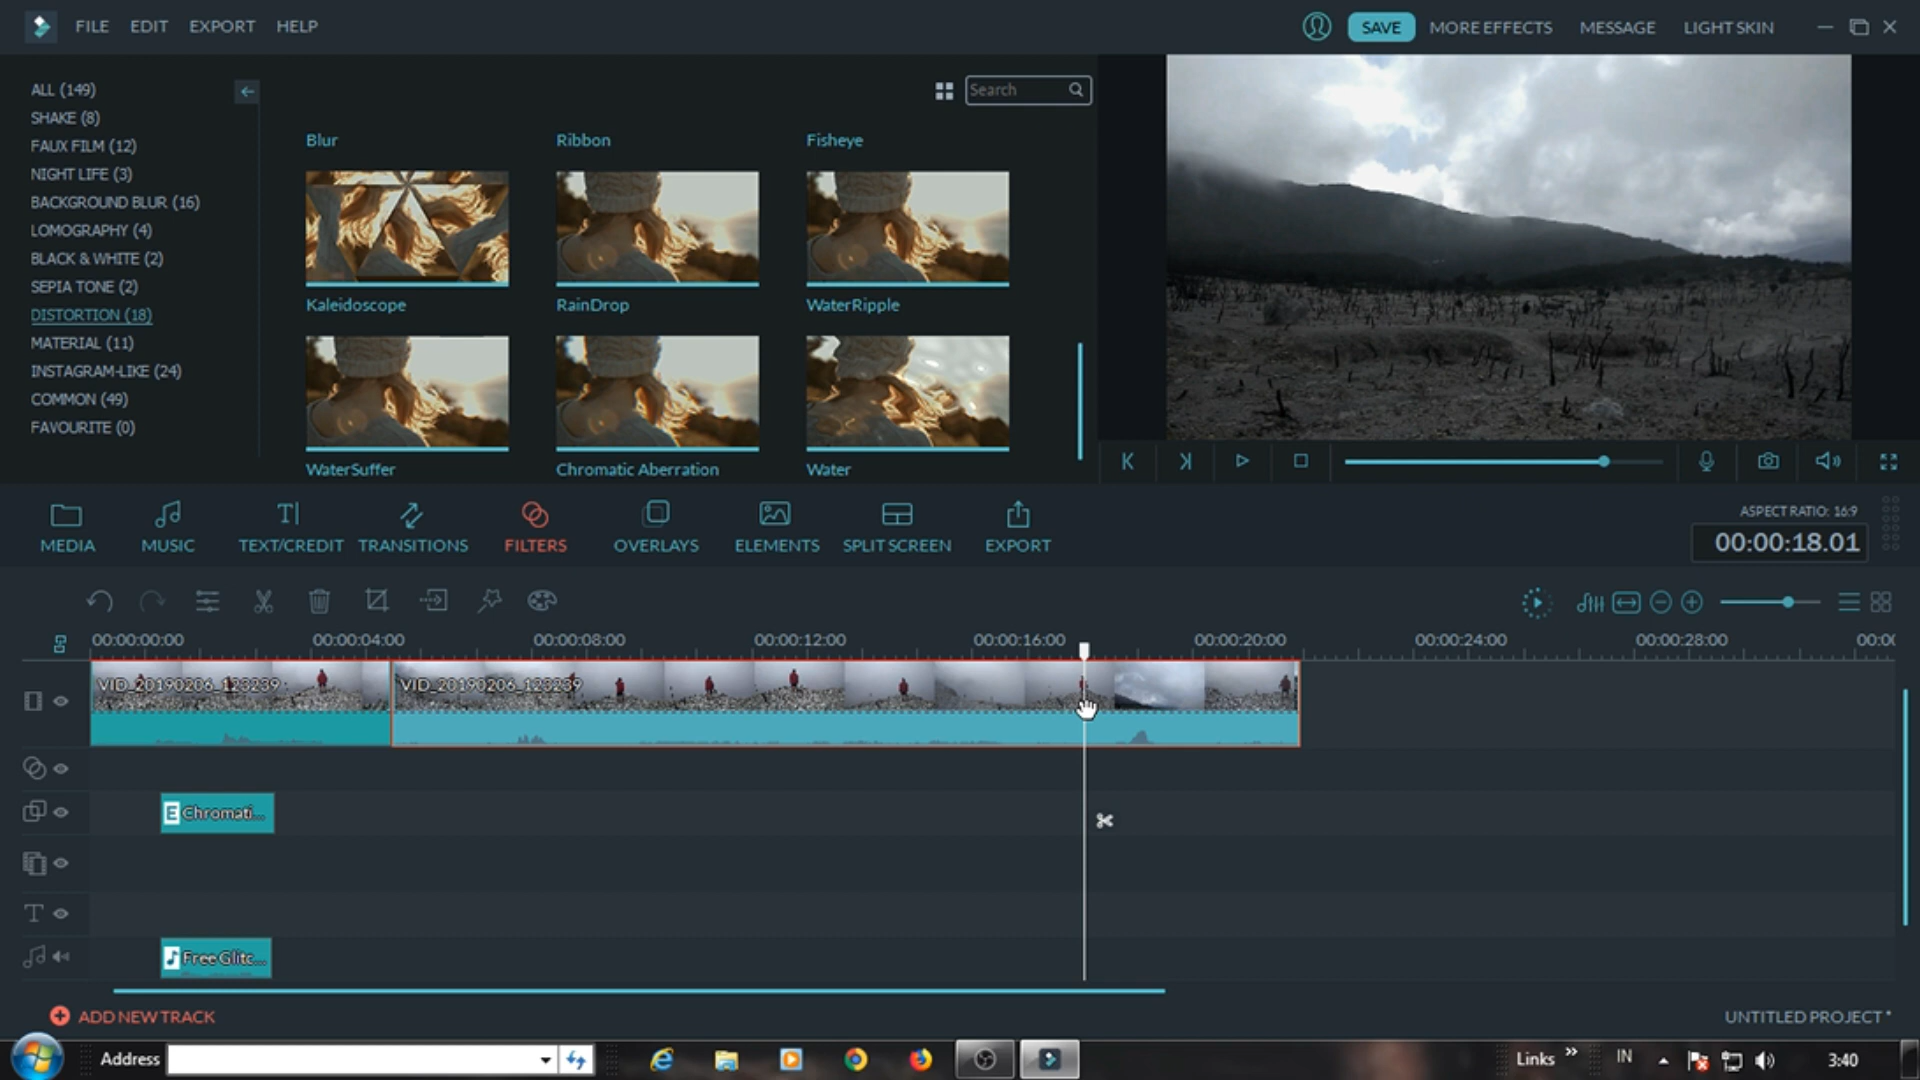 FILE EDIT EXPORT HELP
SAVE MORE EFFECTS MESSAGE LIGHT SKIN
ALL (149)
SHAKE (8)
FAUX FILM (12)
NIGHT LIFE (3)
BACKGROUND BLUR (16)
LOMOGRAPHY (4)
BLACK & WHITE (2)
SEPIA TONE (2)
DISTORTION (18)
MATERIAL (11)
INSTAGRAM-LIKE (24)
COMMON (49)
FAVOURITE (0)
Search
Blur Ribbon Fisheye
Kaleidoscope RainDrop WaterRipple
WaterSuffer Chromatic Aberration Water
MEDIA MUSIC TEXT/CREDIT TRANSITIONS FILTERS OVERLAYS ELEMENTS SPLIT SCREEN EXPORT
ASPECT RATIO: 16:9
00:00:18.01
00:00:00:00 00:00:04:00 00:00:08:00 00:00:12:00 00:00:16:00 00:00:20:00 00:00:24:00 00:00:28:00 00:00
VID_20190206_123239 VID_20190206_123239
E Chromati...
Free Glitc...
ADD NEW TRACK
UNTITLED PROJECT *
Address
Links » IN 3:40